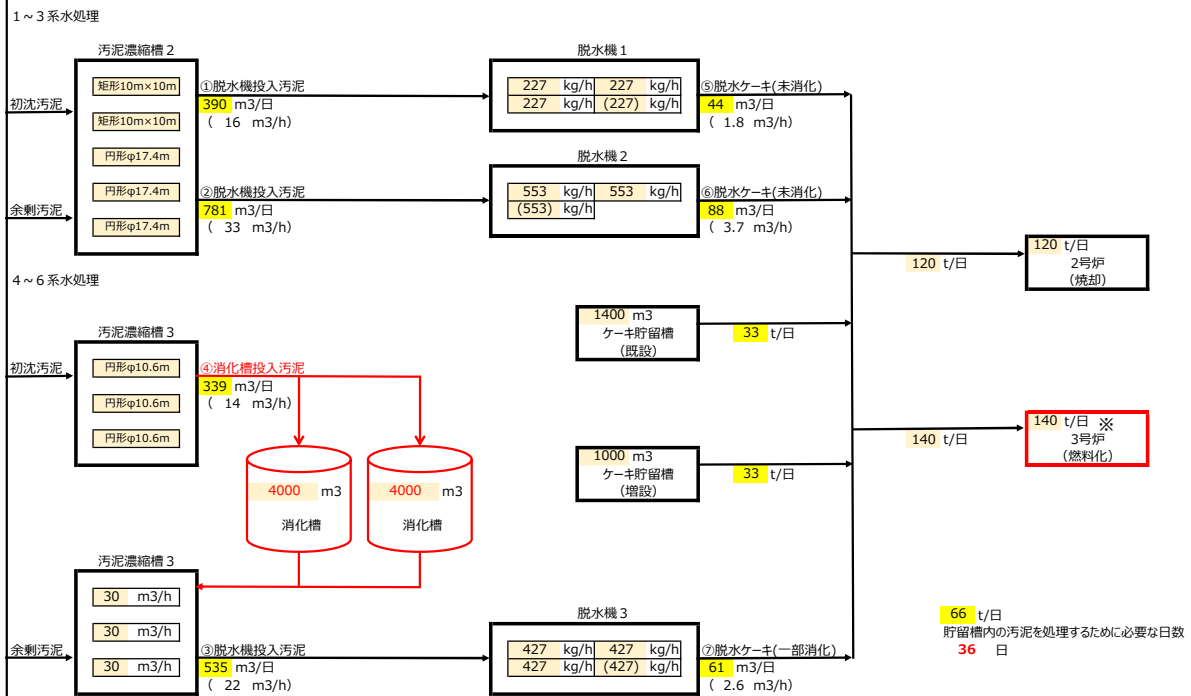 1～3系水処理
汚泥濃縮槽2
矩形10m×10m
矩形10m×10m
円形φ17.4m
円形φ17.4m
円形φ17.4m
初沈汚泥
余剰汚泥
①脱水機投入汚泥
390 m3/日
( 16 m3/h)
②脱水機投入汚泥
781 m3/日
( 33 m3/h)
脱水機1
227 kg/h 227 kg/h
227 kg/h (227) kg/h
⑤脱水ケーキ(未消化)
44 m3/日
( 1.8 m3/h)
脱水機2
553 kg/h 553 kg/h
(553) kg/h
⑥脱水ケーキ(未消化)
88 m3/日
( 3.7 m3/h)
120 t/日
120 t/日
2号炉
(焼却)
4～6系水処理
汚泥濃縮槽3
円形φ10.6m
円形φ10.6m
円形φ10.6m
初沈汚泥
④消化槽投入汚泥
339 m3/日
( 14 m3/h)
4000 m3
消化槽
4000 m3
消化槽
1400 m3
ケーキ貯留槽
(既設)
33 t/日
1000 m3
ケーキ貯留槽
(増設)
33 t/日
140 t/日
140 t/日 ※
3号炉
(燃料化)
汚泥濃縮槽3
30 m3/h
30 m3/h
30 m3/h
余剰汚泥
③脱水機投入汚泥
535 m3/日
( 22 m3/h)
脱水機3
427 kg/h 427 kg/h
427 kg/h (427) kg/h
⑦脱水ケーキ(一部消化)
61 m3/日
( 2.6 m3/h)
66 t/日
貯留槽内の汚泥を処理するために必要な日数
36 日